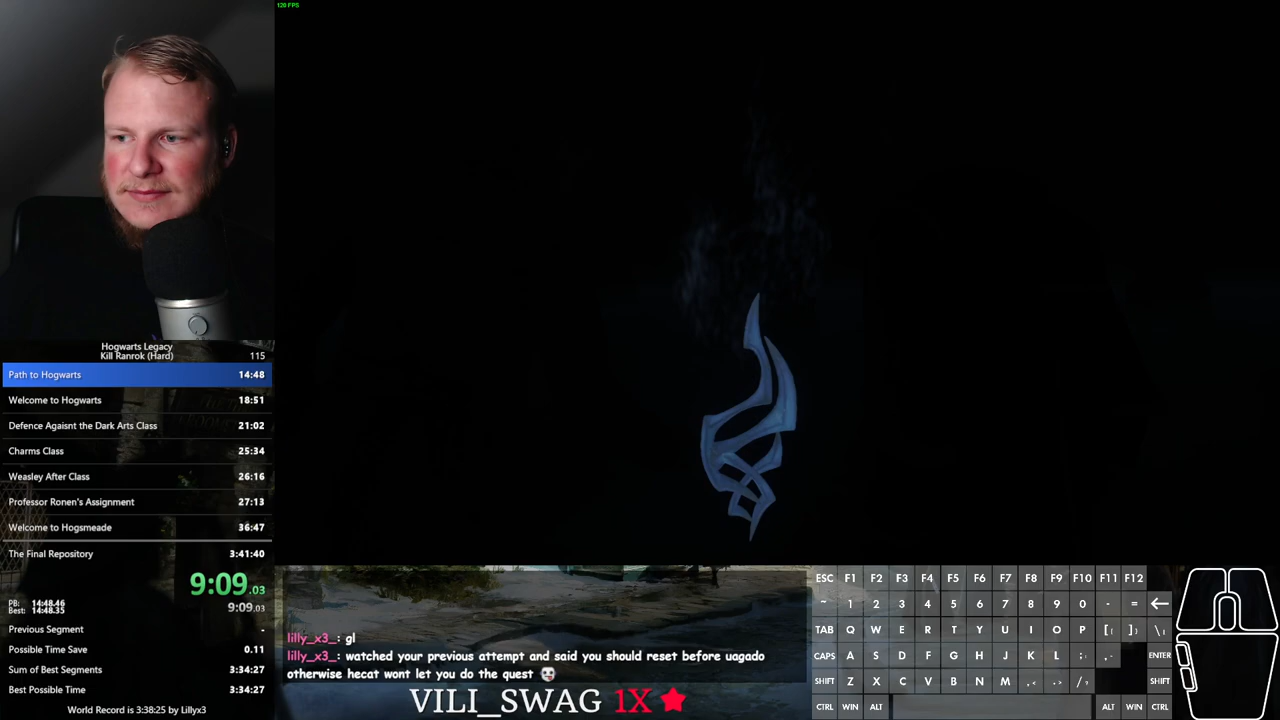 120 FPS
Hogwarts Legacy
Kill Ranrok (Hard) 115
Path to Hogwarts 14:48
Welcome to Hogwarts 18:51
Defence Agaisnt the Dark Arts Class 21:02
Charms Class 25:34
Weasley After Class 26:16
Professor Ronen's Assignment 27:13
Welcome to Hogsmeade 36:47
The Final Repository 3:41:40
9:09.03
PB: 14:48.46
Best: 14:48.35
9:09.03
Previous Segment -
Possible Time Save 0.11
Sum of Best Segments 3:34:27
Best Possible Time 3:34:27
World Record is 3:38:25 by Lillyx3
lilly_x3_: gl
lilly_x3_: watched your previous attempt and said you should reset before uagado
otherwise hecat wont let you do the quest
VILI_SWAG 1X
ESC F1 F2 F3 F4 F5 F6 F7 F8 F9 F10 F11 F12
~ 1 2 3 4 5 6 7 8 9 0 - =
TAB Q W E R T Y U I O P [{ ]} \|
CAPS A S D F G H J K L ;: ,. ENTER
SHIFT Z X C V B N M ,< .> /? SHIFT
CTRL WIN ALT ALT WIN CTRL